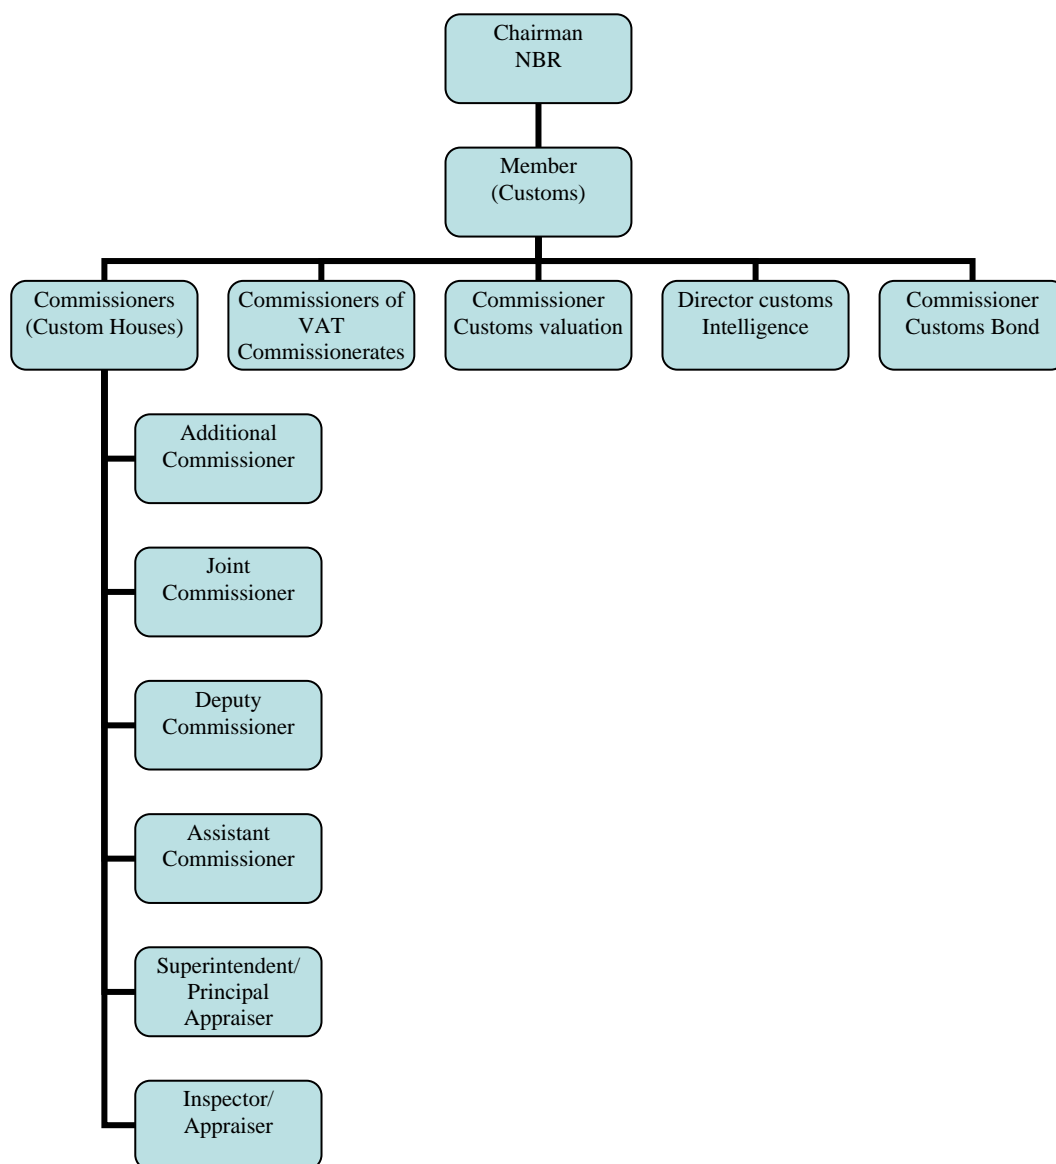 Chairman
NBR
Member
(Customs)
Commissioners
(Custom Houses)
Commissioners of
VAT
Commissionerates
Commissioner
Customs valuation
Director customs
Intelligence
Commissioner
Customs Bond
Additional
Commissioner
Joint
Commissioner
Deputy
Commissioner
Assistant
Commissioner
Superintendent/
Principal
Appraiser
Inspector/
Appraiser